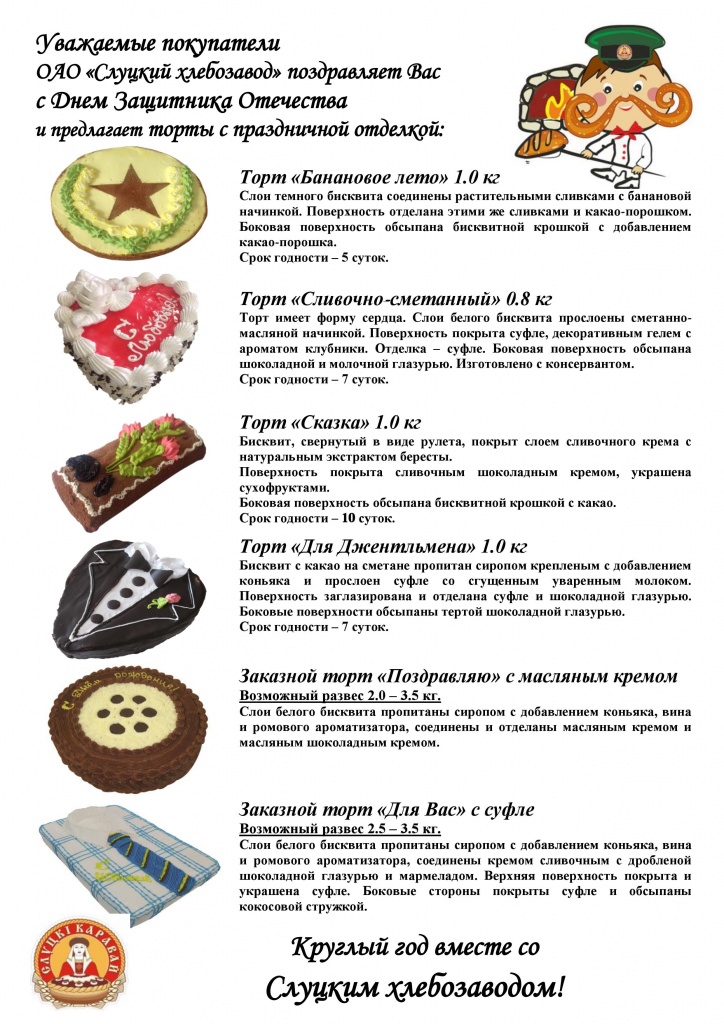 Уважаемые покупатели
ОАО «Слуцкий хлебозавод» поздравляет Вас
с Днем Защитника Отечества
и предлагает торты с праздничной отделкой:
Торт «Банановое лето» 1.0 кг
Слои темного бисквита соединены растительными сливками с банановой
начинкой. Поверхность отделана этими же сливками и какао-порошком.
Боковая поверхность обсыпана бисквитной крошкой с добавлением
какао-порошка.
Срок годности – 5 суток.
С
Любовью!
Торт «Сливочно-сметанный» 0.8 кг
Торт имеет форму сердца. Слои белого бисквита прослоены сметанно-
масляной начинкой. Поверхность покрыта суфле, декоративным гелем с
ароматом клубники. Отделка – суфле. Боковая поверхность обсыпана
шоколадной и молочной глазурью. Изготовлено с консервантом.
Срок годности – 7 суток.
Торт «Сказка» 1.0 кг
Бисквит, свернутый в виде рулета, покрыт слоем сливочного крема с
натуральным экстрактом бересты.
Поверхность покрыта сливочным шоколадным кремом, украшена
сухофруктами.
Боковая поверхность обсыпана бисквитной крошкой с какао.
Срок годности – 10 суток.
Торт «Для Джентльмена» 1.0 кг
Бисквит с какао на сметане пропитан сиропом крепленым с добавлением
коньяка и прослоен суфле со сгущенным уваренным молоком.
Поверхность заглазирована и отделана суфле и шоколадной глазурью.
Боковые поверхности обсыпаны тертой шоколадной глазурью.
Срок годности – 7 суток.
С днём рождения!
Заказной торт «Поздравляю» с масляным кремом
Возможный развес 2.0 – 3.5 кг.
Слои белого бисквита пропитаны сиропом с добавлением коньяка, вина
и ромового ароматизатора, соединены и отделаны масляным кремом и
масляным шоколадным кремом.
Заказной торт «Для Вас» с суфле
Возможный развес 2.5 – 3.5 кг.
Слои белого бисквита пропитаны сиропом с добавлением коньяка, вина
и ромового ароматизатора, соединены кремом сливочным с дробленой
шоколадной глазурью и мармеладом. Верхняя поверхность покрыта и
украшена суфле. Боковые стороны покрыты суфле и обсыпаны
кокосовой стружкой.
СЛУЦКІ КАРАВАЙ
Круглый год вместе со
Слуцким хлебозаводом!